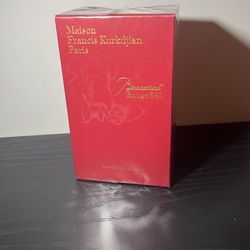 Maison
Francis Kurkdjian
Paris
Baccarat
Rouge 540